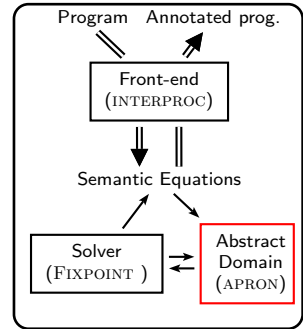 Program Annotated prog.
Front-end
(INTERPROC)
Semantic Equations
Solver
(FIXPOINT )
Abstract
Domain
(APRON)